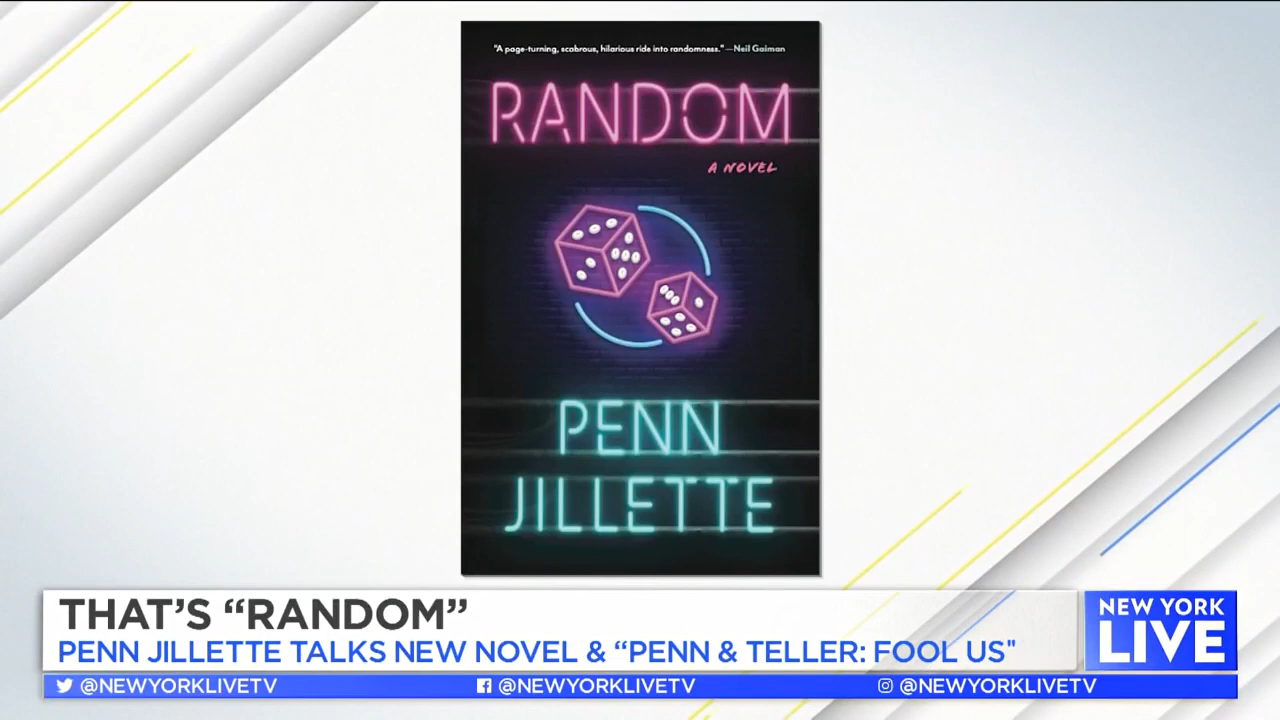 "A page-turning, scabrous, hilarious ride into randomness." —Neil Gaiman
RANDOM
A NOVEL
PENN
JILLETTE
THAT'S “RANDOM”
PENN JILLETTE TALKS NEW NOVEL & “PENN & TELLER: FOOL US"
NEW YORK
LIVE
@NEWYORKLIVETV
@NEWYORKLIVETV
@NEWYORKLIVETV